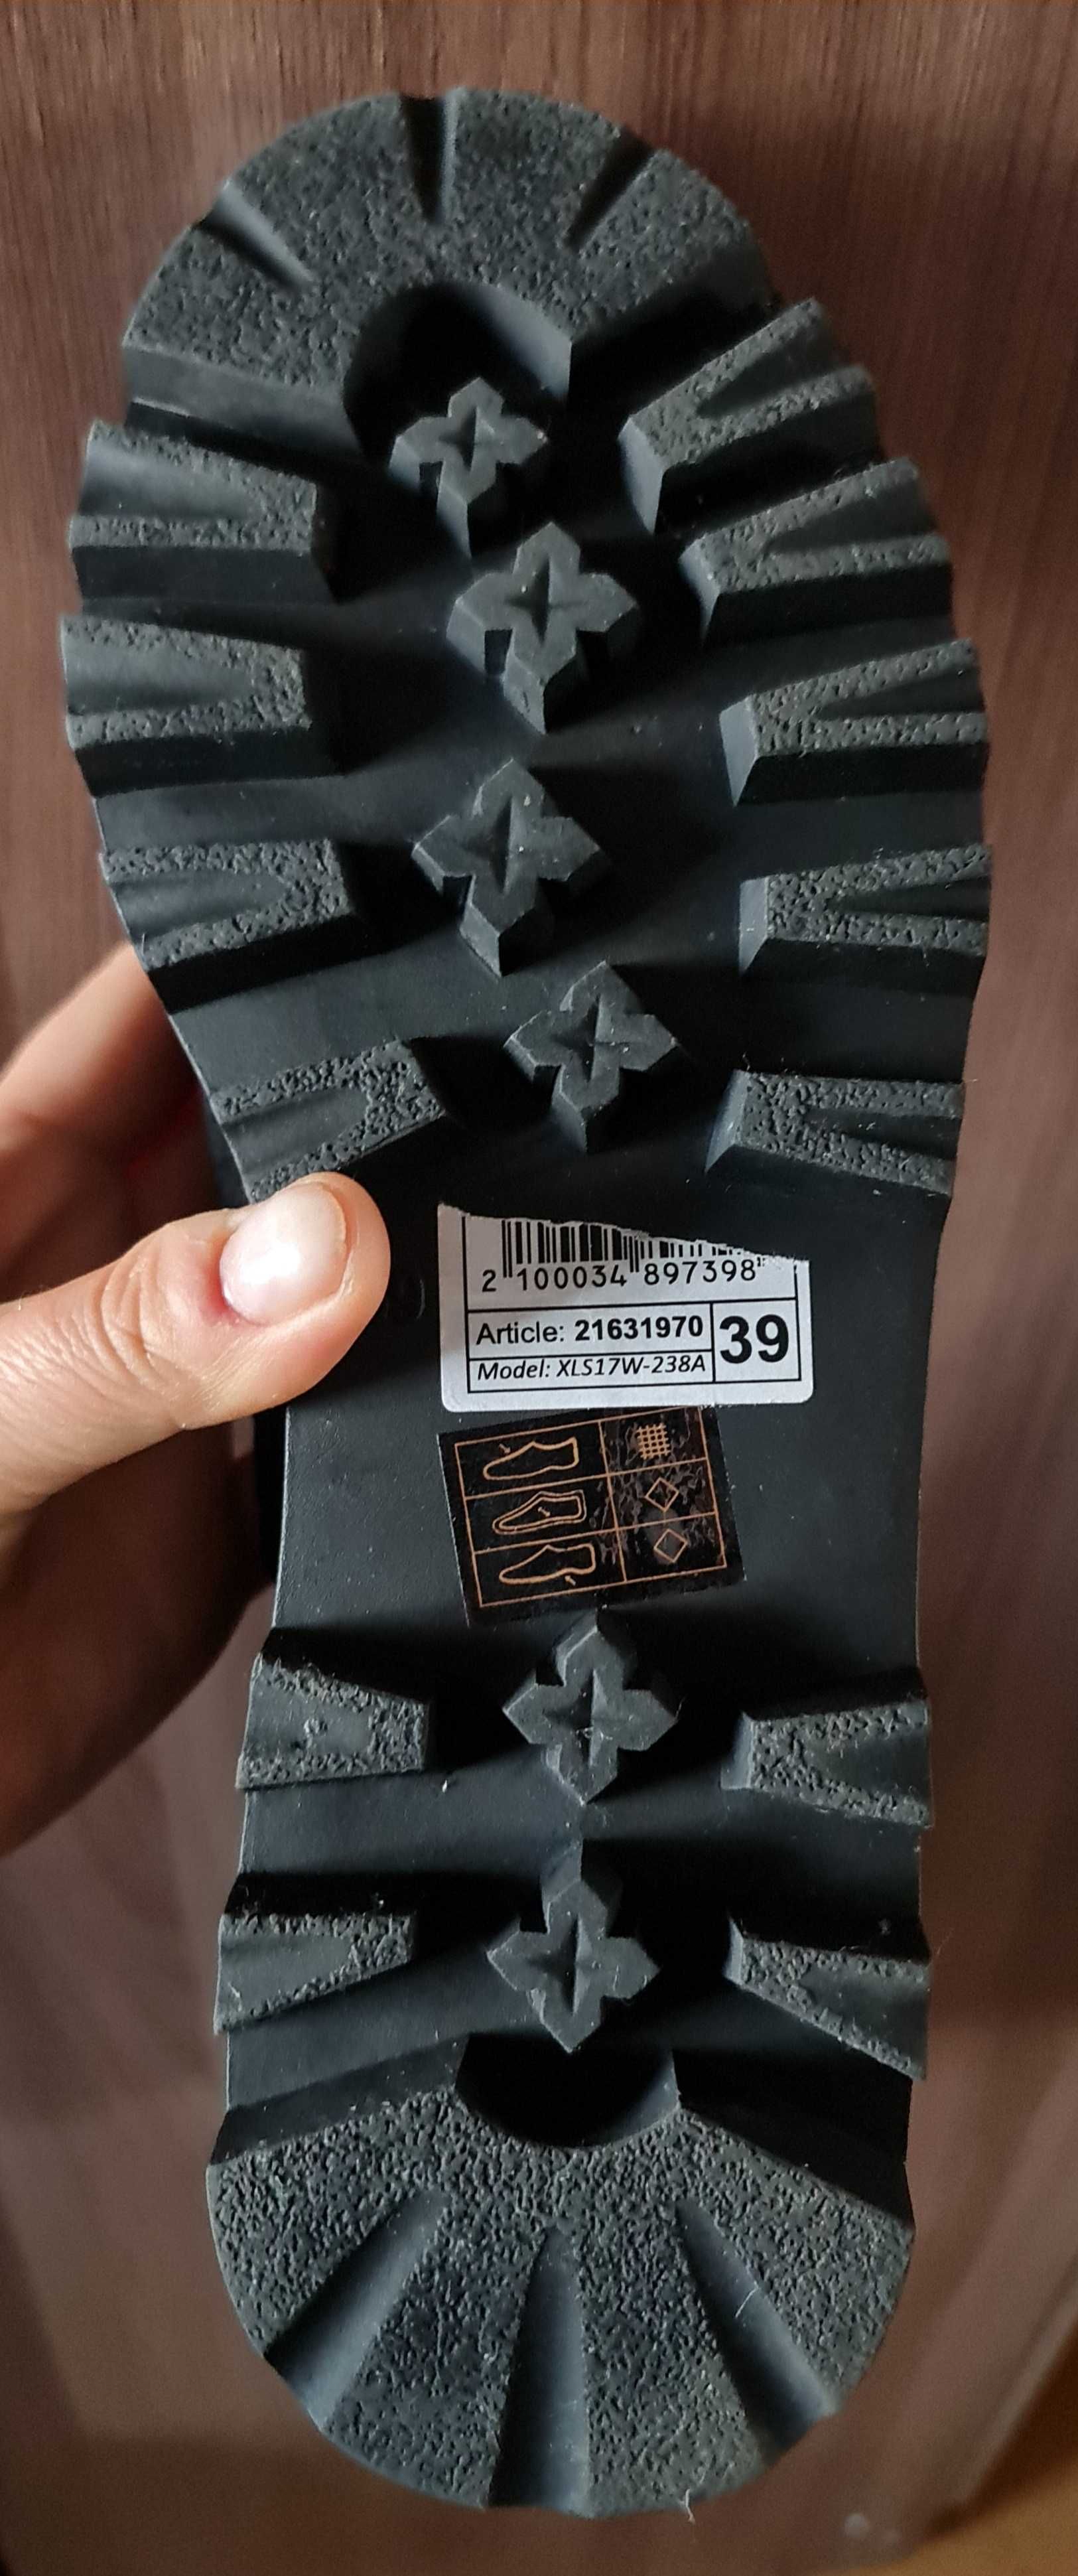 2 100034 897398
Article: 21631970
39
Model: XLS17W-238A